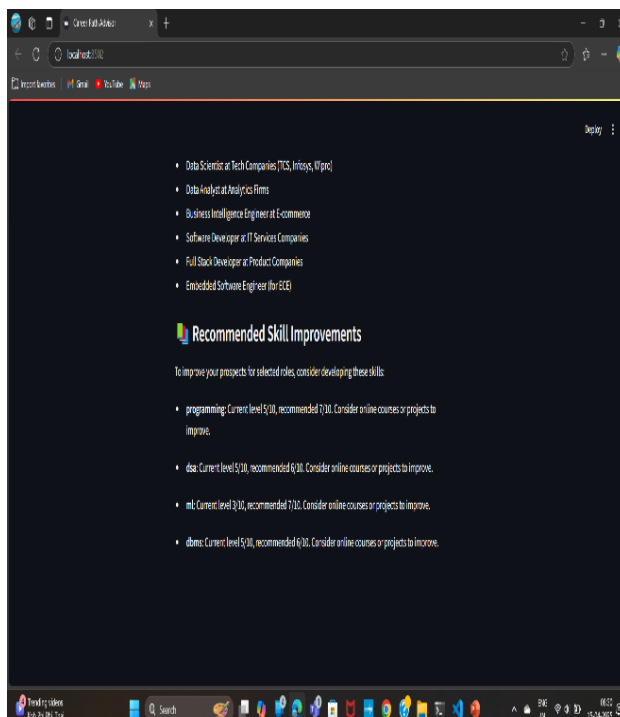 Career Path Advisor
localhost:8502
Import favorites Gmail YouTube Maps
Deploy
• Data Scientist at Tech Companies (TCS, Infosys, Wipro)
• Data Analyst at Analytics Firms
• Business Intelligence Engineer at E-commerce
• Software Developer at IT Services Companies
• Full Stack Developer at Product Companies
• Embedded Software Engineer (for ECE)
Recommended Skill Improvements
To improve your prospects for selected roles, consider developing these skills:
• programming: Current level 5/10, recommended 7/10. Consider online courses or projects to
improve.
• dsa: Current level 5/10, recommended 6/10. Consider online courses or projects to improve.
• ml: Current level 3/10, recommended 7/10. Consider online courses or projects to improve.
• dbms: Current level 5/10, recommended 6/10. Consider online courses or projects to improve.
Trending videos
Search
ENG
IN